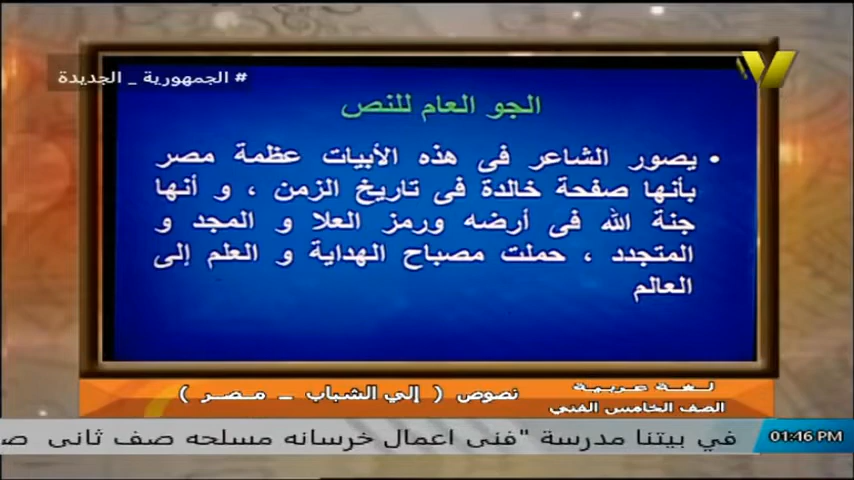 # الجمهورية _ الجديدة
الجو العام للنص
• يصور الشاعر فى هذه الأبيات عظمة مصر
بأنها صفحة خالدة فى تاريخ الزمن ، و أنها
جنة الله فى أرضه ورمز العلا و المجد و
المتجدد ، حملت مصباح الهداية و العلم إلى
العالم
لغة عربية
الصف الخامس الفني
نصوص ( إلي الشباب _ مصر )
01:46 PM
في بيتنا مدرسة "فنى اعمال خرسانه مسلحه صف ثانى